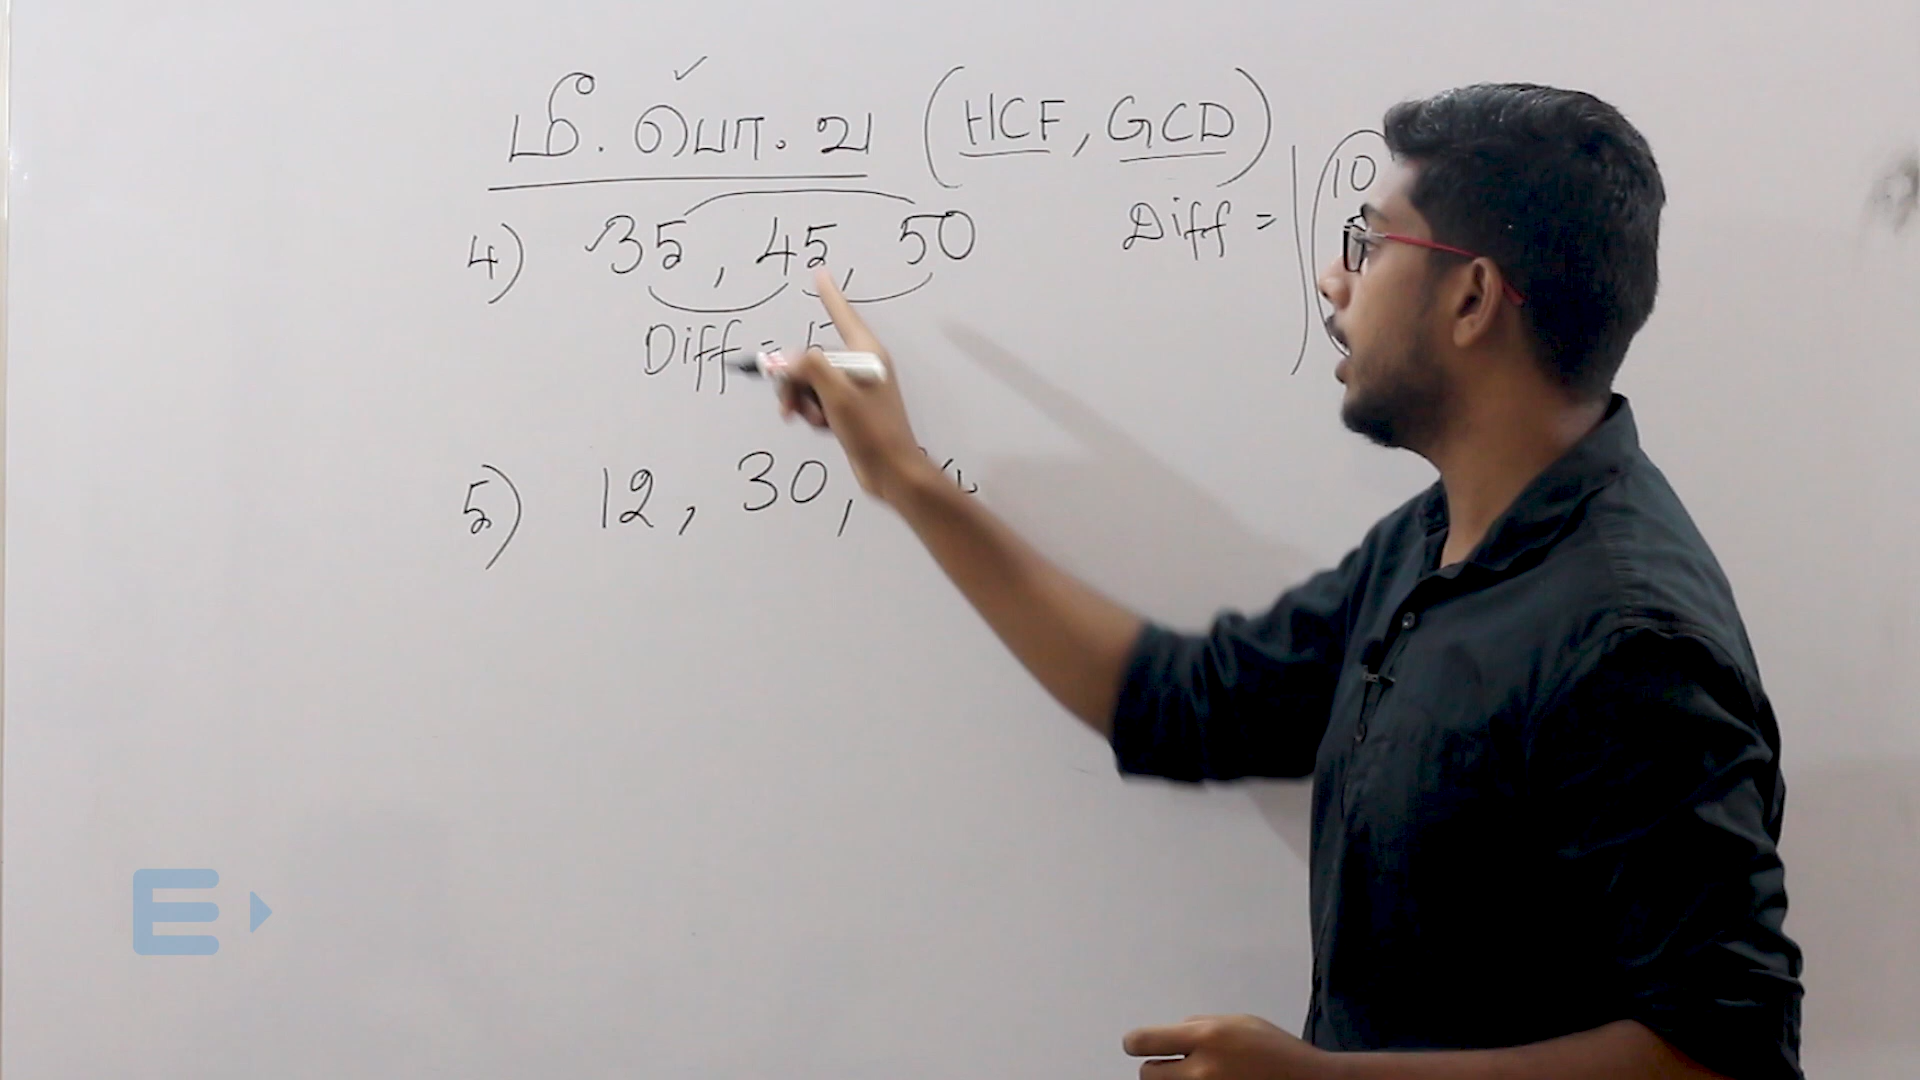 மீ. பொ. வ (HCF, GCD)
4) 35, 45, 50
Diff = 10
Diff = 5
5) 12, 30,
E